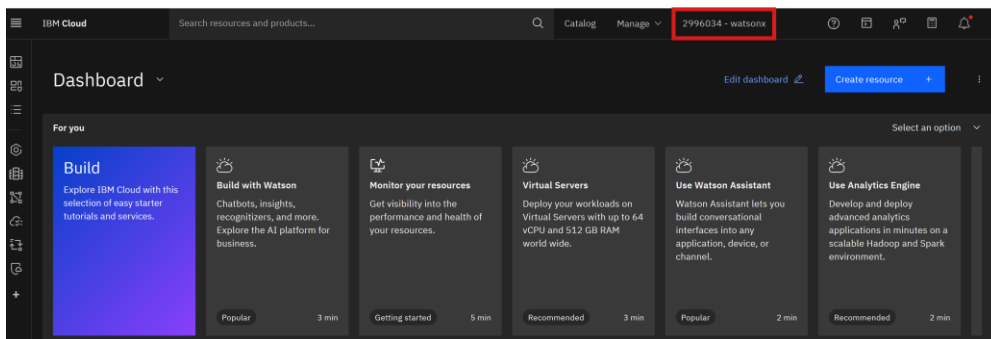 IBM Cloud
Search resources and products...
Catalog
Manage
2996034 - watsonx
Dashboard
Edit dashboard
Create resource +
For you
Select an option
Build
Explore IBM Cloud with this
selection of easy starter
tutorials and services.
Build with Watson
Chatbots, insights,
recognizers, and more.
Explore the AI platform for
business.
Popular
3 min
Monitor your resources
Get visibility into the
performance and health of
your resources.
Getting started
5 min
Virtual Servers
Deploy your workloads on
Virtual Servers with up to 64
vCPU and 512 GB RAM
world wide.
Recommended
3 min
Use Watson Assistant
Watson Assistant lets you
build conversational
interfaces into any
application, device, or
channel.
Popular
2 min
Use Analytics Engine
Develop and deploy
advanced analytics
applications in minutes on a
scalable Hadoop and Spark
environment.
Recommended
2 min